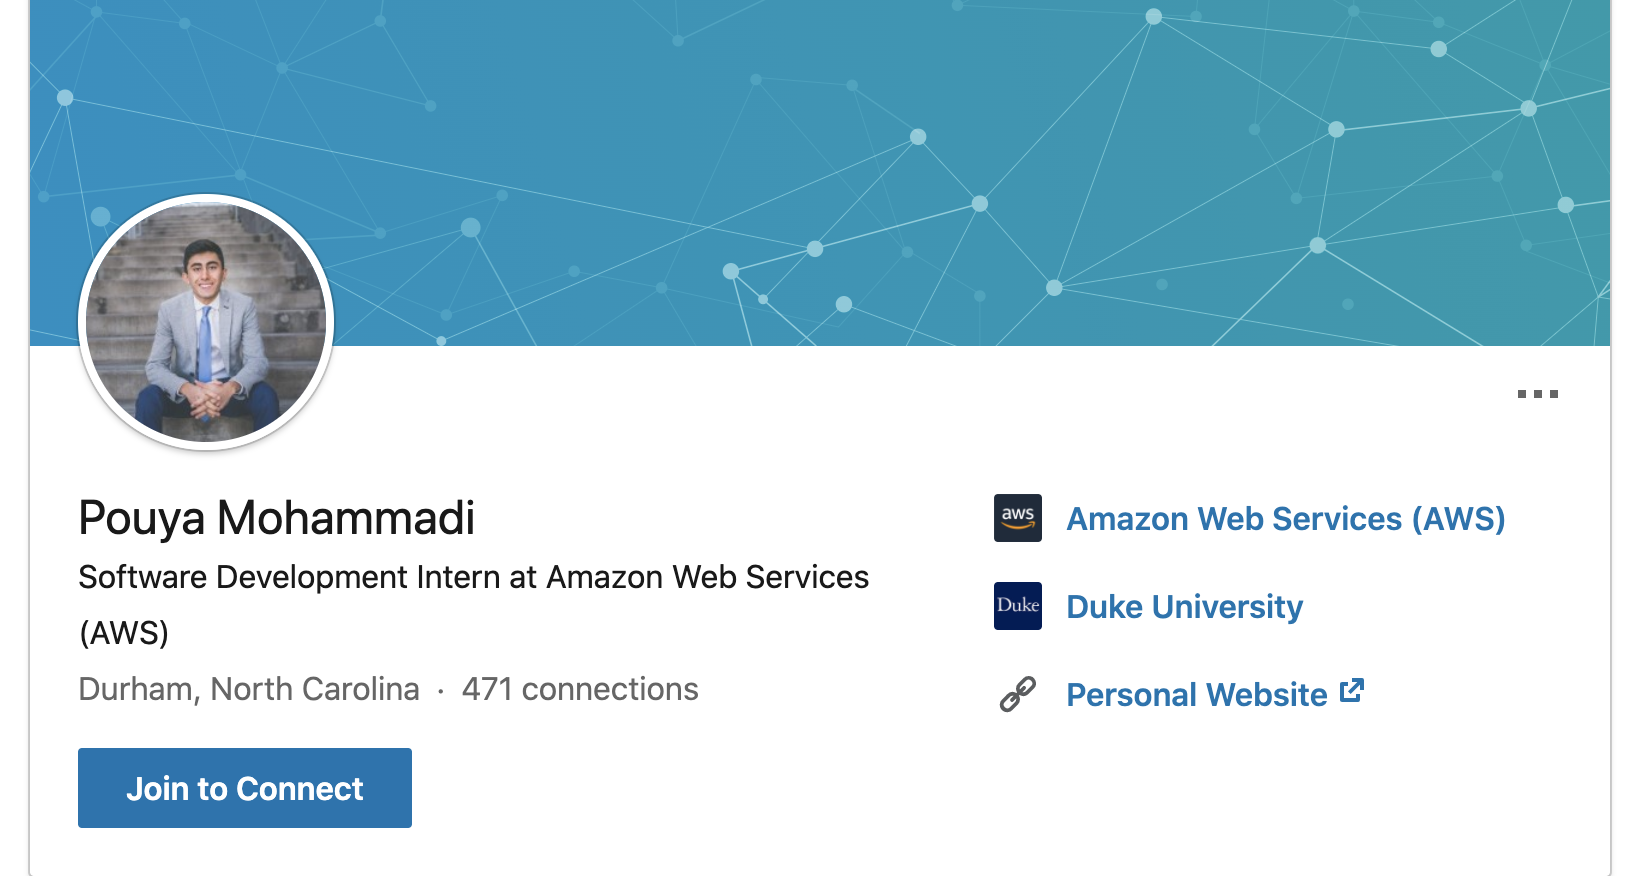 Pouya Mohammadi
Software Development Intern at Amazon Web Services
(AWS)
Durham, North Carolina · 471 connections
Join to Connect
aws
Amazon Web Services (AWS)
Duke
Duke University
Personal Website